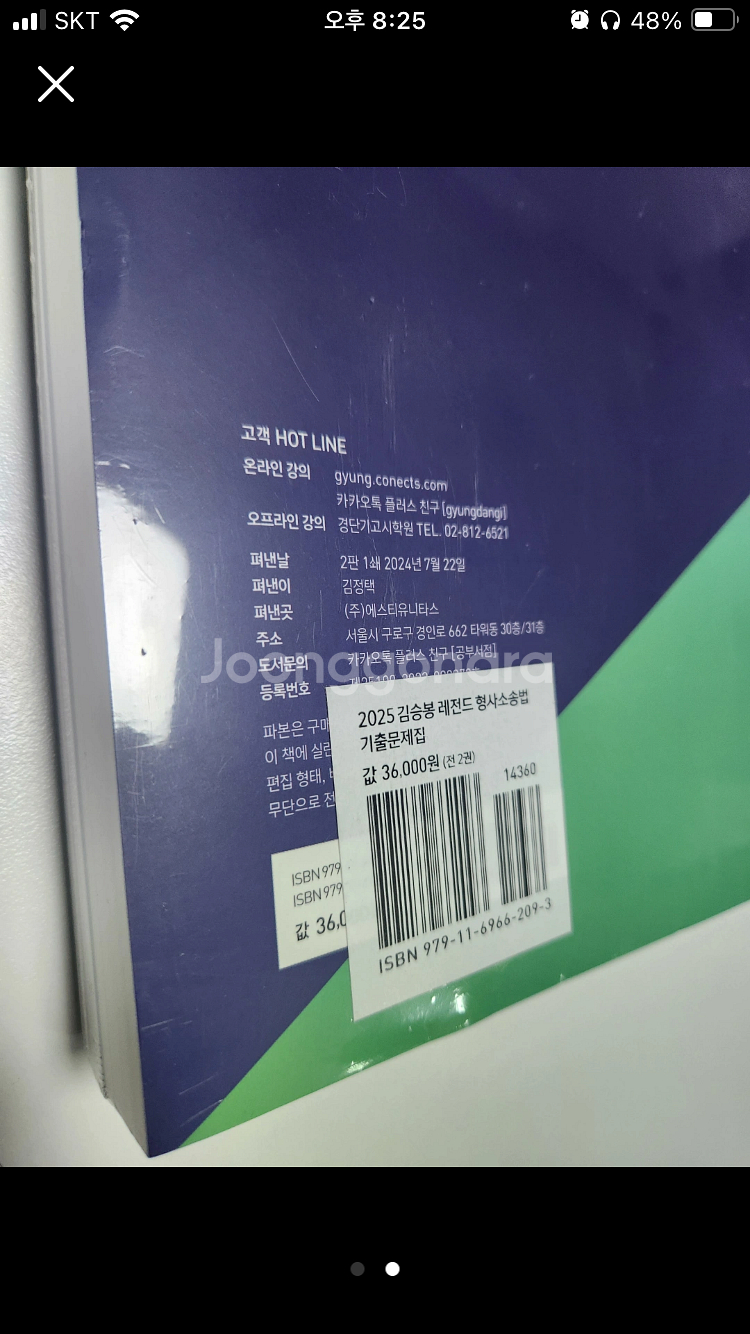 SKT
오후 8:25
48%
고객 HOT LINE
온라인 강의 gyung.conects.com
카카오톡 플러스 친구 [gyungdangi]
오프라인 강의 경단기고시학원 TEL. 02-812-6521
펴낸날 2판 1쇄 2024년 7월 22일
펴낸이 김정택
펴낸곳 (주)에스티유니타스
주소 서울시 구로구 경인로 662 타워동 30층/31층
도서문의 카카오톡 플러스 친구 [공부서점]
등록번호
Joonggonara
파본은 구매
이 책에 실린
편집 형태,
무단으로 전
2025 김승봉 레전드 형사소송법
기출문제집
값 36,000원 (전 2권)
14360
ISBN 979-11-6966-209-3
ISBN 979
ISBN 979
값 36,0